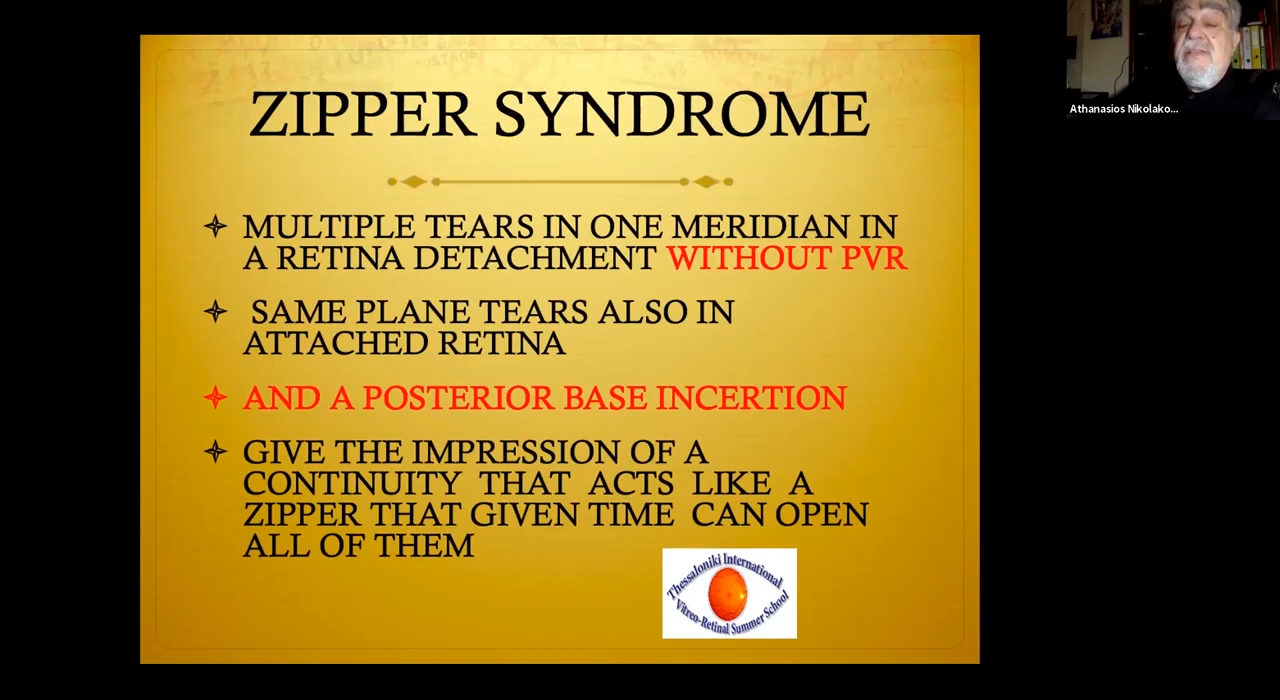 ZIPPER SYNDROME
MULTIPLE TEARS IN ONE MERIDIAN IN
A RETINA DETACHMENT WITHOUT PVR
SAME PLANE TEARS ALSO IN
ATTACHED RETINA
AND A POSTERIOR BASE INCERTION
GIVE THE IMPRESSION OF A
CONTINUITY THAT ACTS LIKE A
ZIPPER THAT GIVEN TIME CAN OPEN
ALL OF THEM
Thessaloniki International
Vitreo-Retinal Summer School
Athanasios Nikolako...